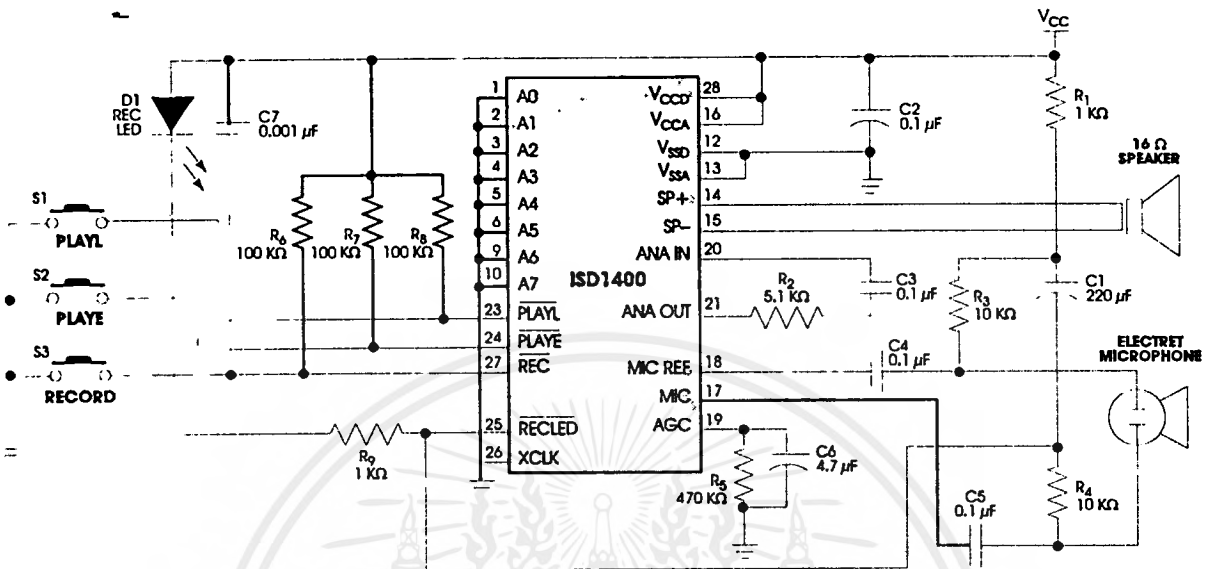 VCC
D1
REC
LED
C7
0.001 µF
S1
PLAYL
S2
PLAYE
S3
RECORD
R6
100 KΩ
R7
100 KΩ
R8
100 KΩ
R9
1 KΩ
1 A0
2 A1
3 A2
4 A3
5 A4
6 A5
9 A6
10 A7
23 PLAYL
24 PLAYE
27 REC
25 RECLED
26 XCLK
ISD1400
VCCD 28
VCCA 16
VSSD 12
VSSA 13
SP+ 14
SP- 15
ANA IN 20
ANA OUT 21
MIC REF 18
MIC 17
AGC 19
C2
0.1 µF
R1
1 KΩ
16 Ω
SPEAKER
R2
5.1 KΩ
C3
0.1 µF
R3
10 KΩ
C1
220 µF
C4
0.1 µF
ELECTRET
MICROPHONE
C6
4.7 µF
R5
470 KΩ
C5
0.1 µF
R4
10 KΩ